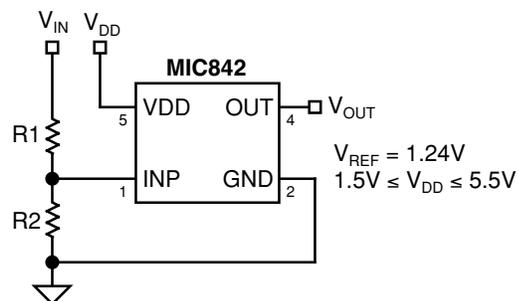 VIN
VDD
MIC842
VDD
OUT
VOUT
5
4
R1
VREF = 1.24V
1.5V ≤ VDD ≤ 5.5V
INP
GND
1
2
R2